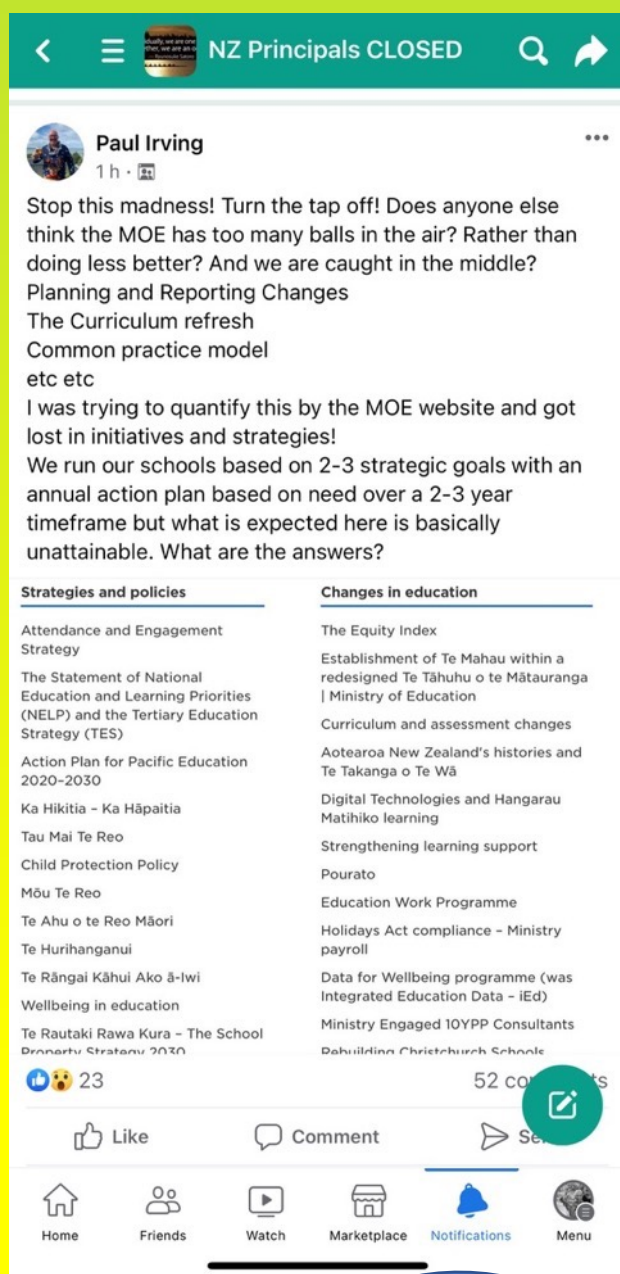 NZ Principals CLOSED
Paul Irving
1 h
Stop this madness! Turn the tap off! Does anyone else
think the MOE has too many balls in the air? Rather than
doing less better? And we are caught in the middle?
Planning and Reporting Changes
The Curriculum refresh
Common practice model
etc etc
I was trying to quantify this by the MOE website and got
lost in initiatives and strategies!
We run our schools based on 2-3 strategic goals with an
annual action plan based on need over a 2-3 year
timeframe but what is expected here is basically
unattainable. What are the answers?
Strategies and policies
Attendance and Engagement
Strategy
The Statement of National
Education and Learning Priorities
(NELP) and the Tertiary Education
Strategy (TES)
Action Plan for Pacific Education
2020–2030
Ka Hikitia – Ka Hāpaitia
Tau Mai Te Reo
Child Protection Policy
Mōu Te Reo
Te Ahu o te Reo Māori
Te Hurihanganui
Te Rāngai Kāhui Ako ā-Iwi
Wellbeing in education
Te Rautaki Rawa Kura – The School
Property Strategy 2030
Changes in education
The Equity Index
Establishment of Te Mahau within a
redesigned Te Tāhuhu o te Mātauranga
| Ministry of Education
Curriculum and assessment changes
Aotearoa New Zealand's histories and
Te Takanga o Te Wā
Digital Technologies and Hangarau
Matihiko learning
Strengthening learning support
Pourato
Education Work Programme
Holidays Act compliance – Ministry
payroll
Data for Wellbeing programme (was
Integrated Education Data – iEd)
Ministry Engaged 10YPP Consultants
Rebuilding Christchurch Schools
23
52
Like
Comment
Home
Friends
Watch
Marketplace
Notifications
Menu